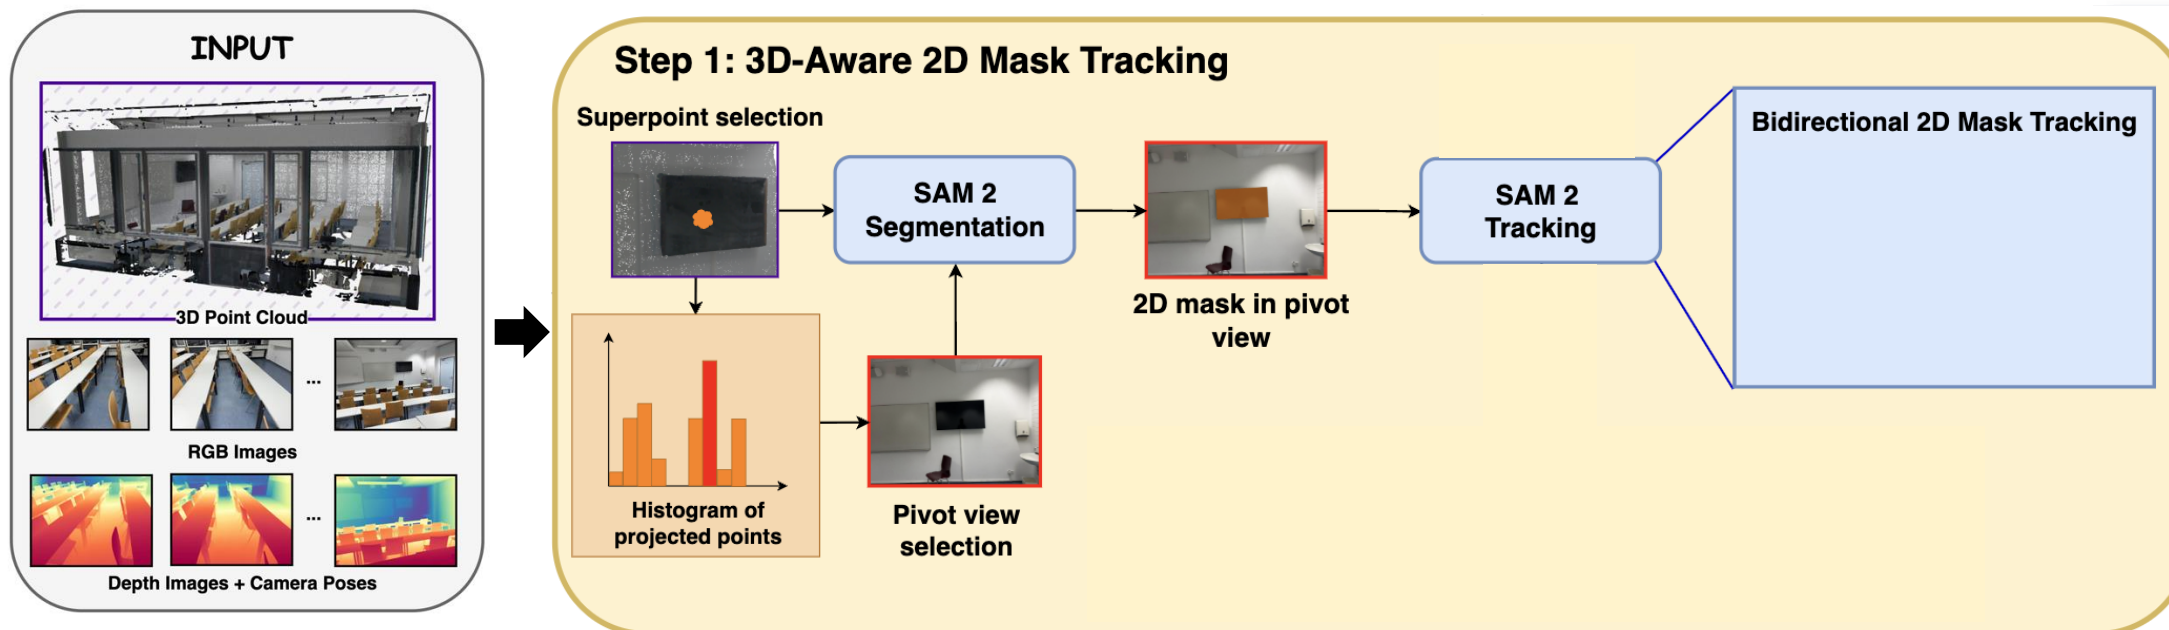 INPUT
3D Point Cloud
...
RGB Images
...
Depth Images + Camera Poses
Step 1: 3D-Aware 2D Mask Tracking
Superpoint selection
Histogram of
projected points
Pivot view
selection
SAM 2
Segmentation
2D mask in pivot
view
SAM 2
Tracking
Bidirectional 2D Mask Tracking